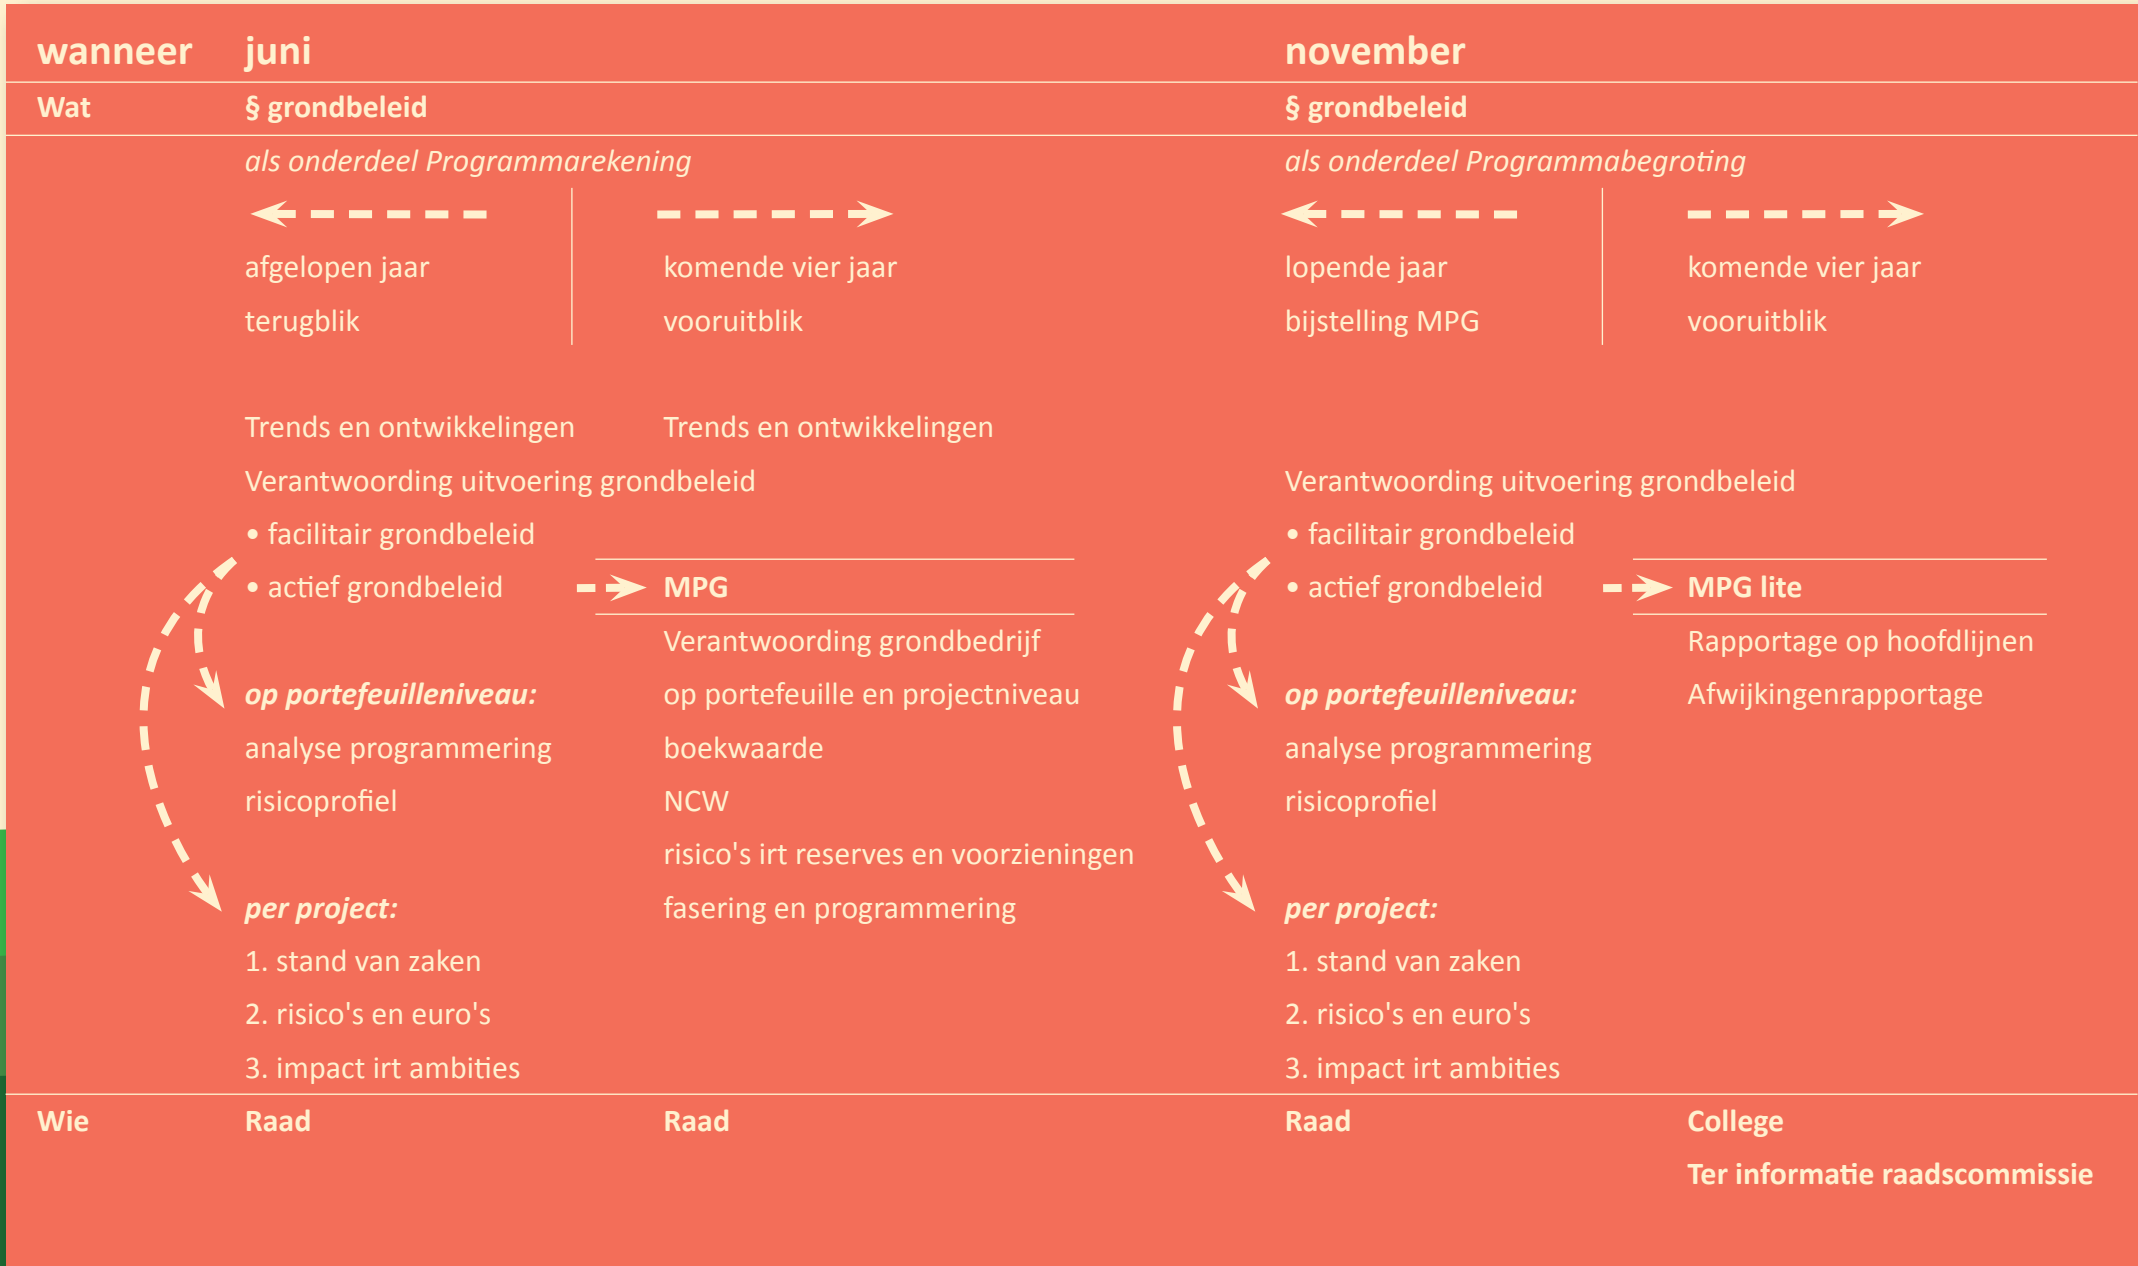 wanneer juni november
Wat § grondbeleid § grondbeleid
als onderdeel Programmarekening als onderdeel Programmabegroting
afgelopen jaar komende vier jaar lopende jaar komende vier jaar
terugblik vooruitblik bijstelling MPG vooruitblik
Trends en ontwikkelingen Trends en ontwikkelingen
Verantwoording uitvoering grondbeleid Verantwoording uitvoering grondbeleid
• facilitair grondbeleid • facilitair grondbeleid
• actief grondbeleid MPG • actief grondbeleid MPG lite
Verantwoording grondbedrijf Rapportage op hoofdlijnen
op portefeuilleniveau: op portefeuille en projectniveau op portefeuilleniveau: Afwijkingenrapportage
analyse programmering boekwaarde analyse programmering
risicoprofiel NCW risicoprofiel
risico's irt reserves en voorzieningen
per project: fasering en programmering per project:
1. stand van zaken 1. stand van zaken
2. risico's en euro's 2. risico's en euro's
3. impact irt ambities 3. impact irt ambities
Wie Raad Raad Raad College
Ter informatie raadscommissie